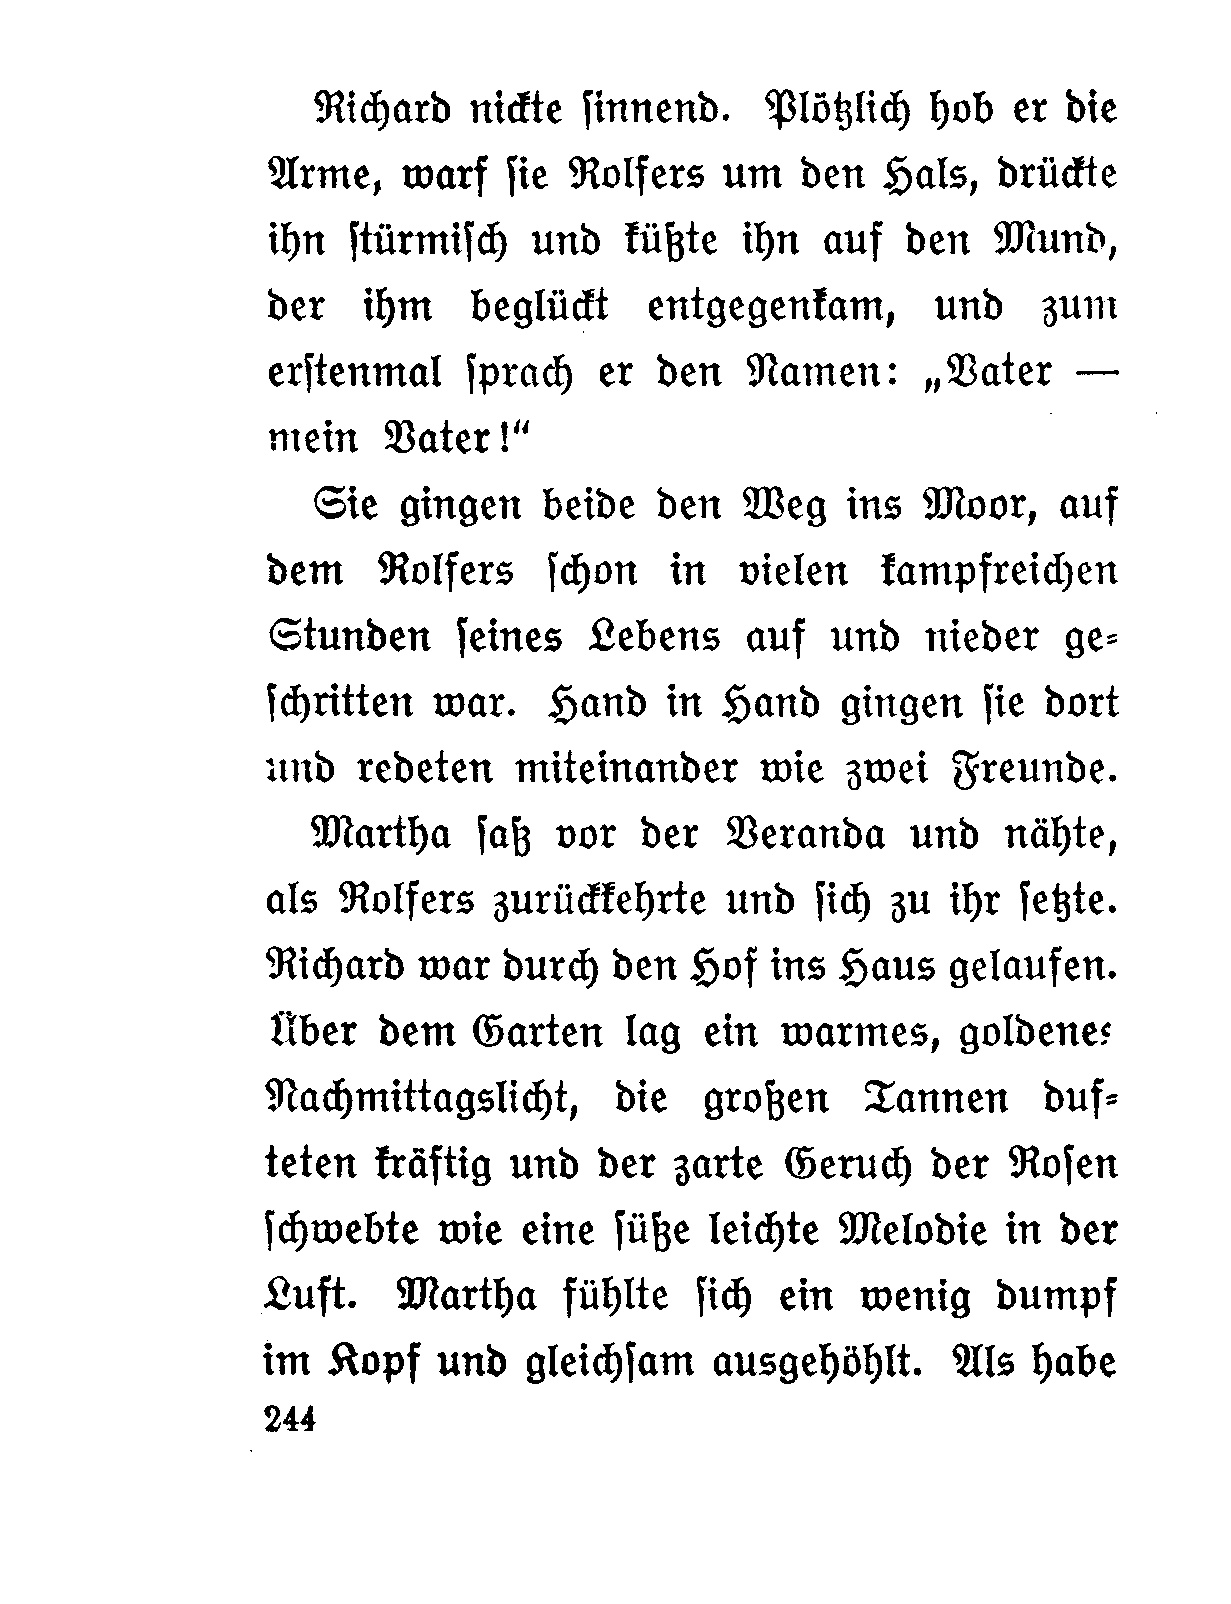 Richard nickte ſinnend. Plötzlich hob er die
Arme, warf ſie Rolfers um den Hals, drückte
ihn ſtürmiſch und küßte ihn auf den Mund,
der ihm beglückt entgegenkam, und zum
erſtenmal ſprach er den Namen: „Vater —
mein Vater!“
Sie gingen beide den Weg ins Moor, auf
dem Rolfers ſchon in vielen kampfreichen
Stunden ſeines Lebens auf und nieder ge-
ſchritten war. Hand in Hand gingen ſie dort
und redeten miteinander wie zwei Freunde.
Martha ſaß vor der Veranda und nähte,
als Rolfers zurückkehrte und ſich zu ihr ſetzte.
Richard war durch den Hof ins Haus gelaufen.
Über dem Garten lag ein warmes, goldenes
Nachmittagslicht, die großen Tannen duf-
teten kräftig und der zarte Geruch der Roſen
ſchwebte wie eine ſüße leichte Melodie in der
Luft. Martha fühlte ſich ein wenig dumpf
im Kopf und gleichſam ausgehöhlt. Als habe
244